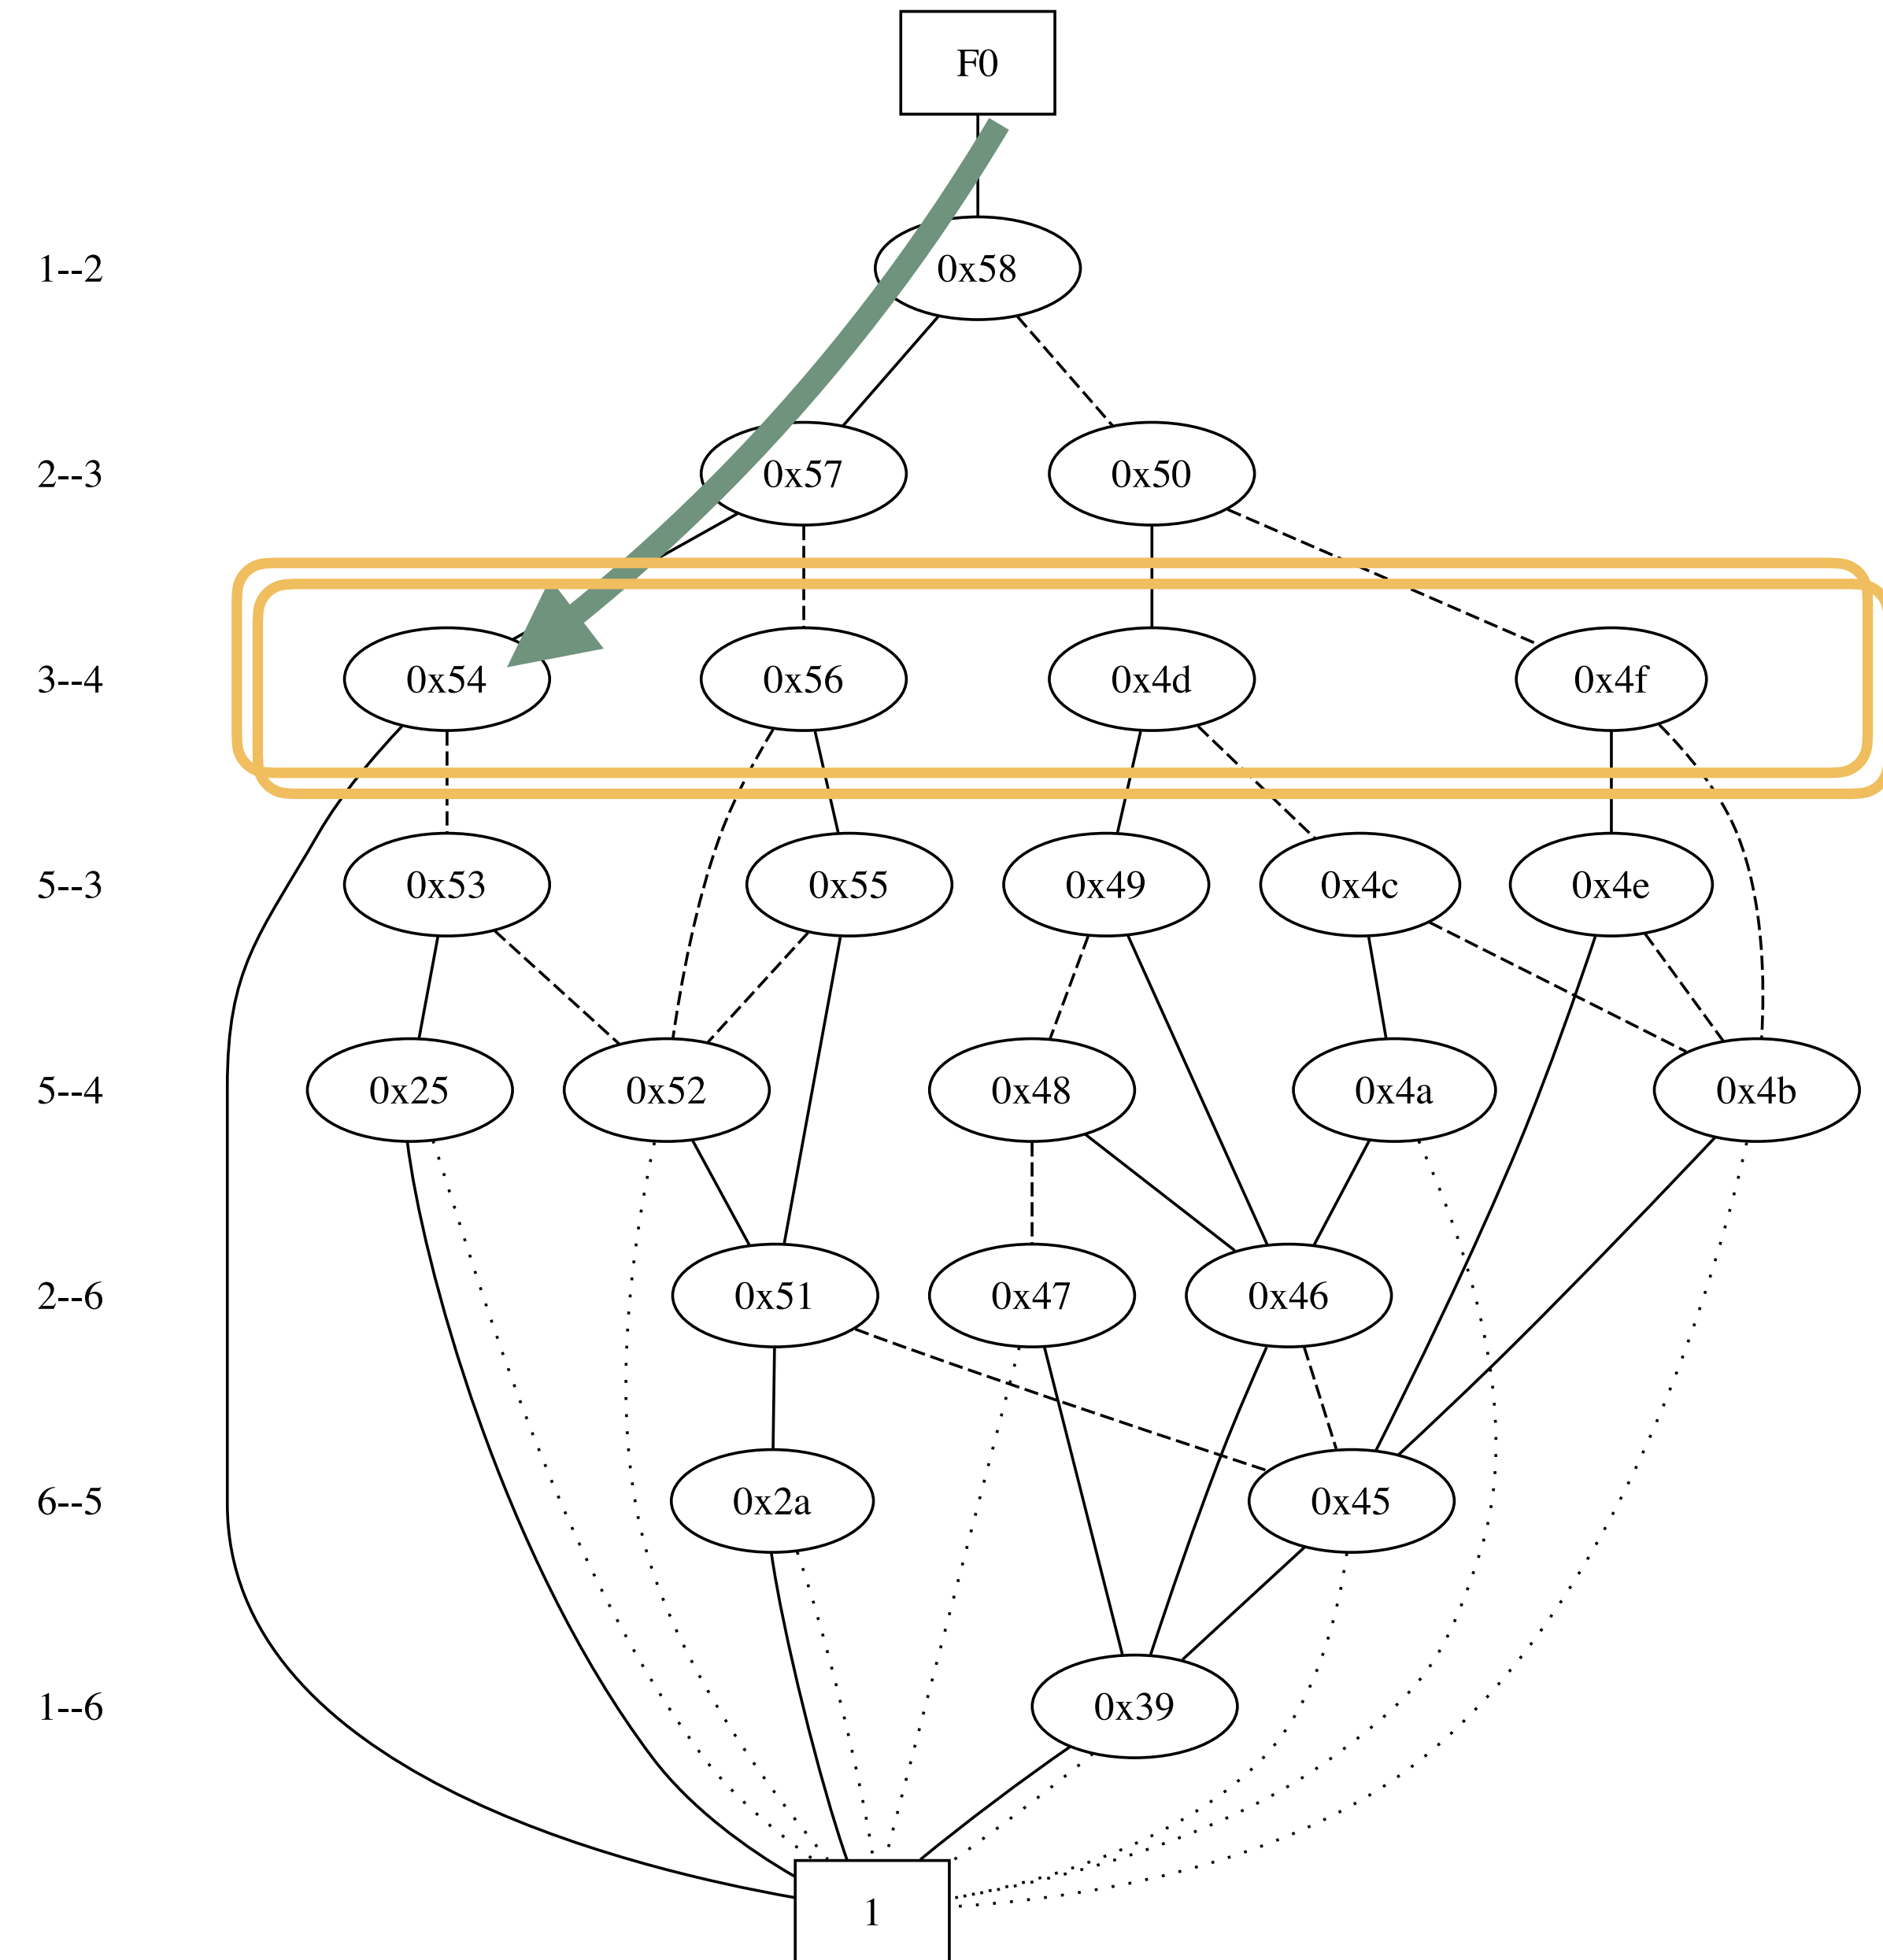 F0
1--2 0x58
2--3 0x57 0x50
3--4 0x54 0x56 0x4d 0x4f
5--3 0x53 0x55 0x49 0x4c 0x4e
5--4 0x25 0x52 0x48 0x4a 0x4b
2--6 0x51 0x47 0x46
6--5 0x2a 0x45
1--6 0x39
1